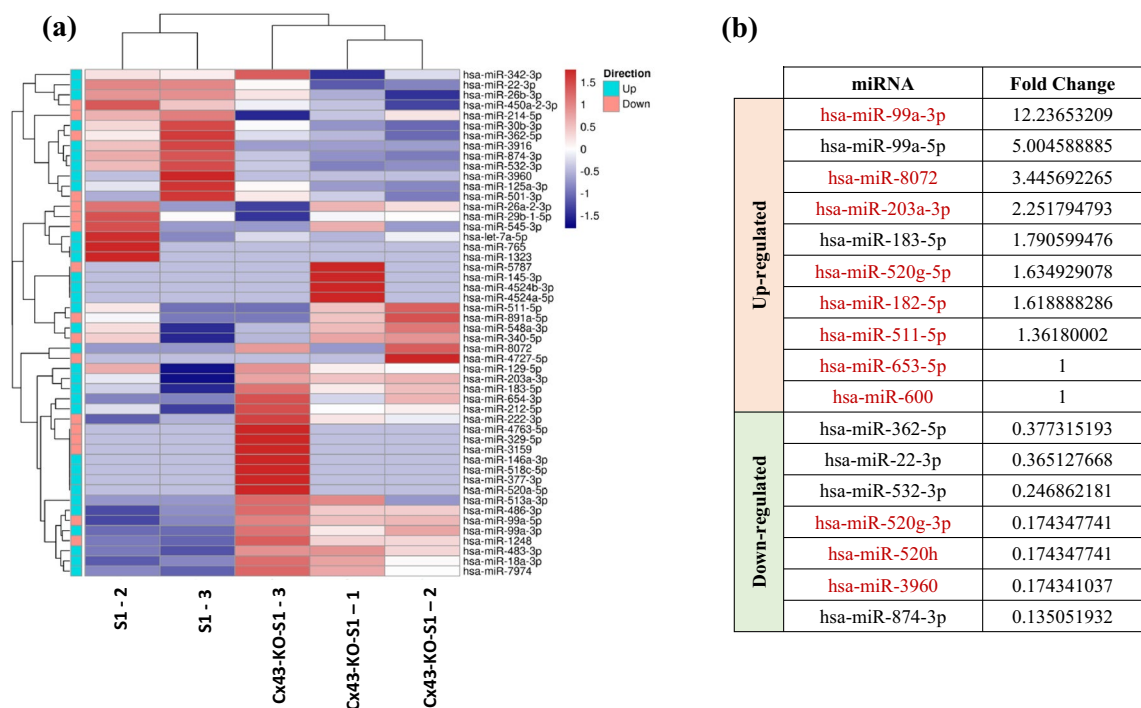 (a)
hsa-miR-342-3p
hsa-miR-22-3p
hsa-miR-26b-3p
hsa-miR-450a-2-3p
hsa-miR-214-5p
hsa-miR-30b-3p
hsa-miR-362-5p
hsa-miR-3916
hsa-miR-874-3p
hsa-miR-532-3p
hsa-miR-3960
hsa-miR-125a-3p
hsa-miR-501-3p
hsa-miR-26a-2-3p
hsa-miR-29b-1-5p
hsa-miR-545-3p
hsa-let-7a-5p
hsa-miR-765
hsa-miR-1323
hsa-miR-5787
hsa-miR-145-3p
hsa-miR-4524b-3p
hsa-miR-4524a-5p
hsa-miR-511-5p
hsa-miR-891a-5p
hsa-miR-548a-3p
hsa-miR-340-5p
hsa-miR-8072
hsa-miR-4727-5p
hsa-miR-129-5p
hsa-miR-203a-3p
hsa-miR-183-5p
hsa-miR-654-3p
hsa-miR-212-5p
hsa-miR-222-3p
hsa-miR-4763-5p
hsa-miR-329-5p
hsa-miR-3159
hsa-miR-146a-3p
hsa-miR-518c-5p
hsa-miR-377-3p
hsa-miR-520a-5p
hsa-miR-513a-3p
hsa-miR-486-3p
hsa-miR-99a-5p
hsa-miR-99a-3p
hsa-miR-1248
hsa-miR-483-3p
hsa-miR-18a-3p
hsa-miR-7974
1.5
1
0.5
0
-0.5
-1
-1.5
Direction
Up
Down
S1 - 2
S1 - 3
Cx43-KO-S1 - 3
Cx43-KO-S1 – 1
Cx43-KO-S1 – 2
(b)
miRNA Fold Change
Up-regulated
hsa-miR-99a-3p 12.23653209
hsa-miR-99a-5p 5.004588885
hsa-miR-8072 3.445692265
hsa-miR-203a-3p 2.251794793
hsa-miR-183-5p 1.790599476
hsa-miR-520g-5p 1.634929078
hsa-miR-182-5p 1.618888286
hsa-miR-511-5p 1.36180002
hsa-miR-653-5p 1
hsa-miR-600 1
Down-regulated
hsa-miR-362-5p 0.377315193
hsa-miR-22-3p 0.365127668
hsa-miR-532-3p 0.246862181
hsa-miR-520g-3p 0.174347741
hsa-miR-520h 0.174347741
hsa-miR-3960 0.174341037
hsa-miR-874-3p 0.135051932